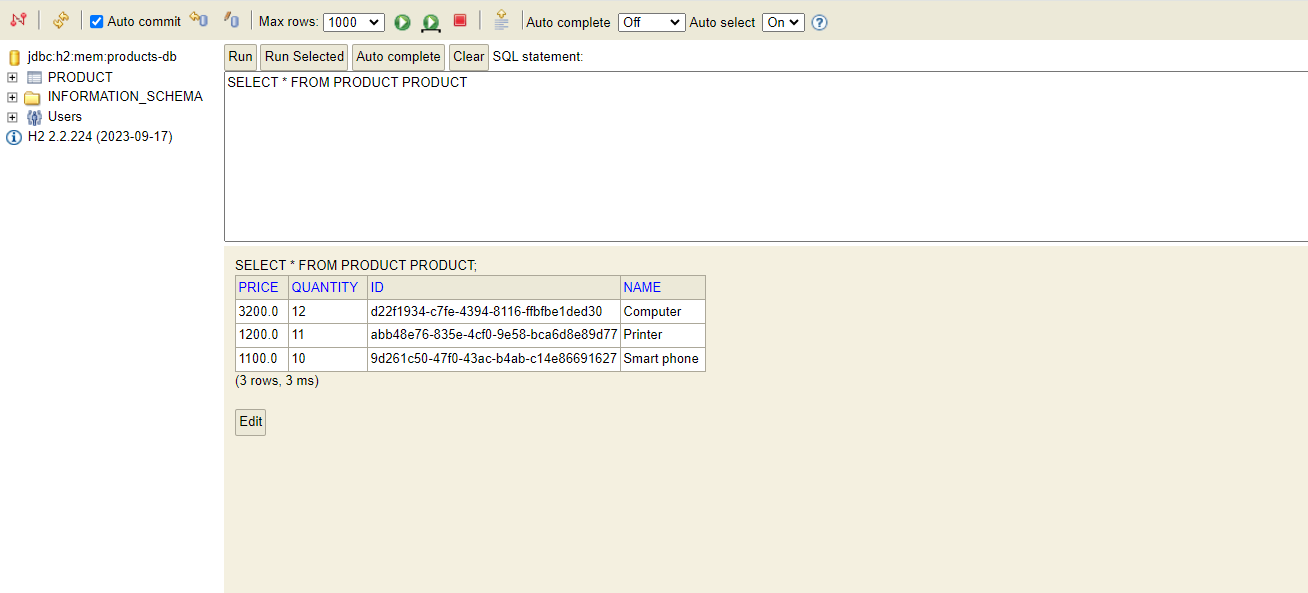 Auto commit Max rows: 1000 Auto complete Off Auto select On ?
jdbc:h2:mem:products-db
PRODUCT
INFORMATION_SCHEMA
Users
H2 2.2.224 (2023-09-17)
Run Run Selected Auto complete Clear SQL statement:
SELECT * FROM PRODUCT PRODUCT
SELECT * FROM PRODUCT PRODUCT;
PRICE QUANTITY ID NAME
3200.0 12 d22f1934-c7fe-4394-8116-ffbfbe1ded30 Computer
1200.0 11 abb48e76-835e-4cf0-9e58-bca6d8e89d77 Printer
1100.0 10 9d261c50-47f0-43ac-b4ab-c14e86691627 Smart phone
(3 rows, 3 ms)
Edit